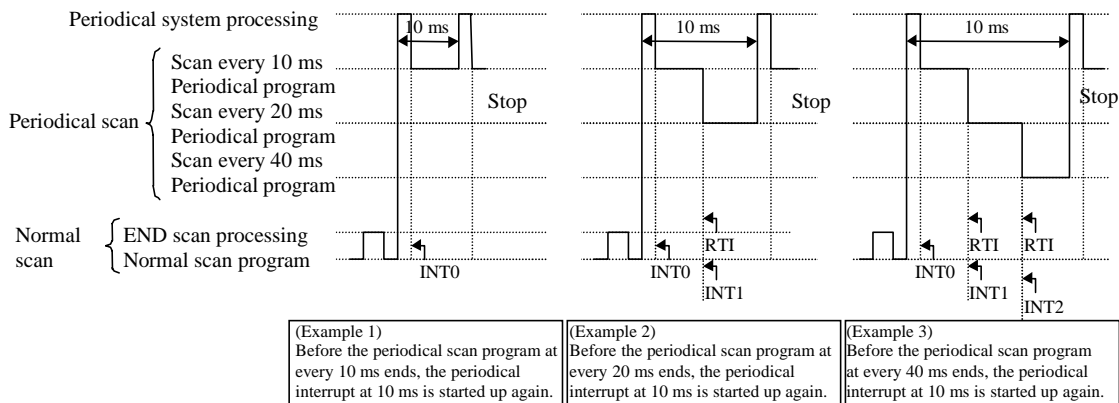 Periodical system processing
10 ms
10 ms
10 ms
Periodical scan
Scan every 10 ms
Periodical program
Scan every 20 ms
Periodical program
Scan every 40 ms
Periodical program
Stop
Stop
Stop
Normal
scan
END scan processing
Normal scan program
INT0
RTI
INT0
INT1
RTI
RTI
INT0
INT1
INT2
(Example 1)
Before the periodical scan program at
every 10 ms ends, the periodical
interrupt at 10 ms is started up again.
(Example 2)
Before the periodical scan program at
every 20 ms ends, the periodical
interrupt at 10 ms is started up again.
(Example 3)
Before the periodical scan program
at every 40 ms ends, the periodical
interrupt at 10 ms is started up again.